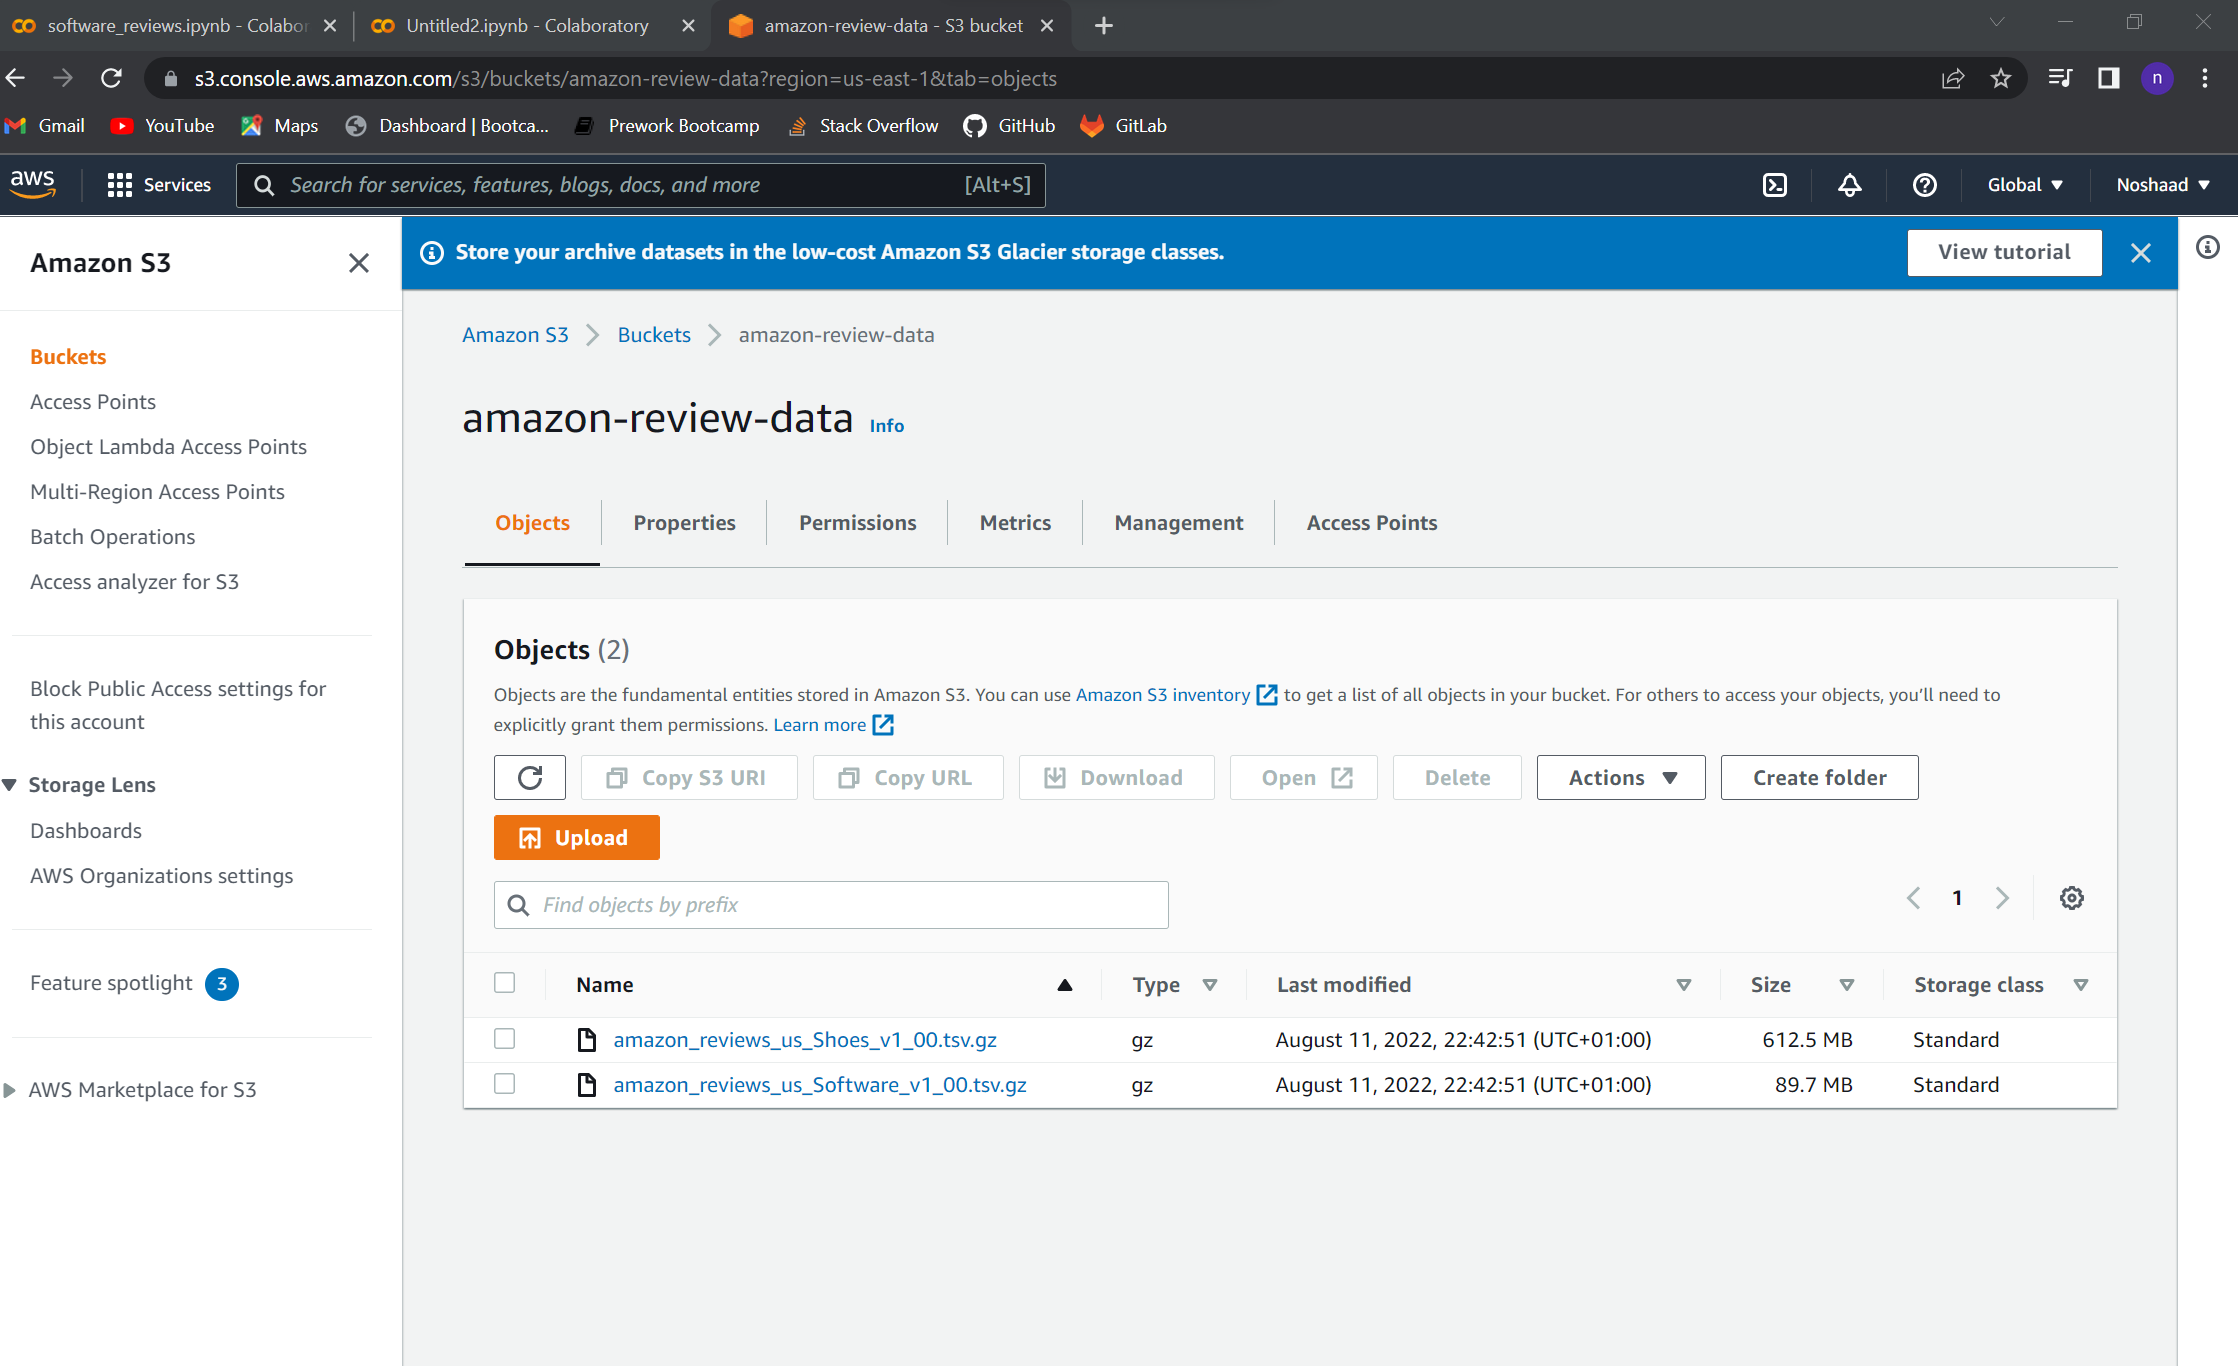 software_reviews.ipynb - Colabor
Untitled2.ipynb - Colaboratory
amazon-review-data - S3 bucket
s3.console.aws.amazon.com/s3/buckets/amazon-review-data?region=us-east-1&tab=objects
n
Gmail
YouTube
Maps
Dashboard | Bootca...
Prework Bootcamp
Stack Overflow
GitHub
GitLab
aws
Services
Search for services, features, blogs, docs, and more
[Alt+S]
Global
Noshaad
Amazon S3
Buckets
Access Points
Object Lambda Access Points
Multi-Region Access Points
Batch Operations
Access analyzer for S3
Block Public Access settings for
this account
Storage Lens
Dashboards
AWS Organizations settings
Feature spotlight 3
AWS Marketplace for S3
Store your archive datasets in the low-cost Amazon S3 Glacier storage classes.
View tutorial
Amazon S3
Buckets
amazon-review-data
amazon-review-data Info
Objects
Properties
Permissions
Metrics
Management
Access Points
Objects (2)
Objects are the fundamental entities stored in Amazon S3. You can use Amazon S3 inventory to get a list of all objects in your bucket. For others to access your objects, you'll need to
explicitly grant them permissions. Learn more
Copy S3 URI
Copy URL
Download
Open
Delete
Actions
Create folder
Upload
Find objects by prefix
1
Name Type Last modified Size Storage class
amazon_reviews_us_Shoes_v1_00.tsv.gz gz August 11, 2022, 22:42:51 (UTC+01:00) 612.5 MB Standard
amazon_reviews_us_Software_v1_00.tsv.gz gz August 11, 2022, 22:42:51 (UTC+01:00) 89.7 MB Standard